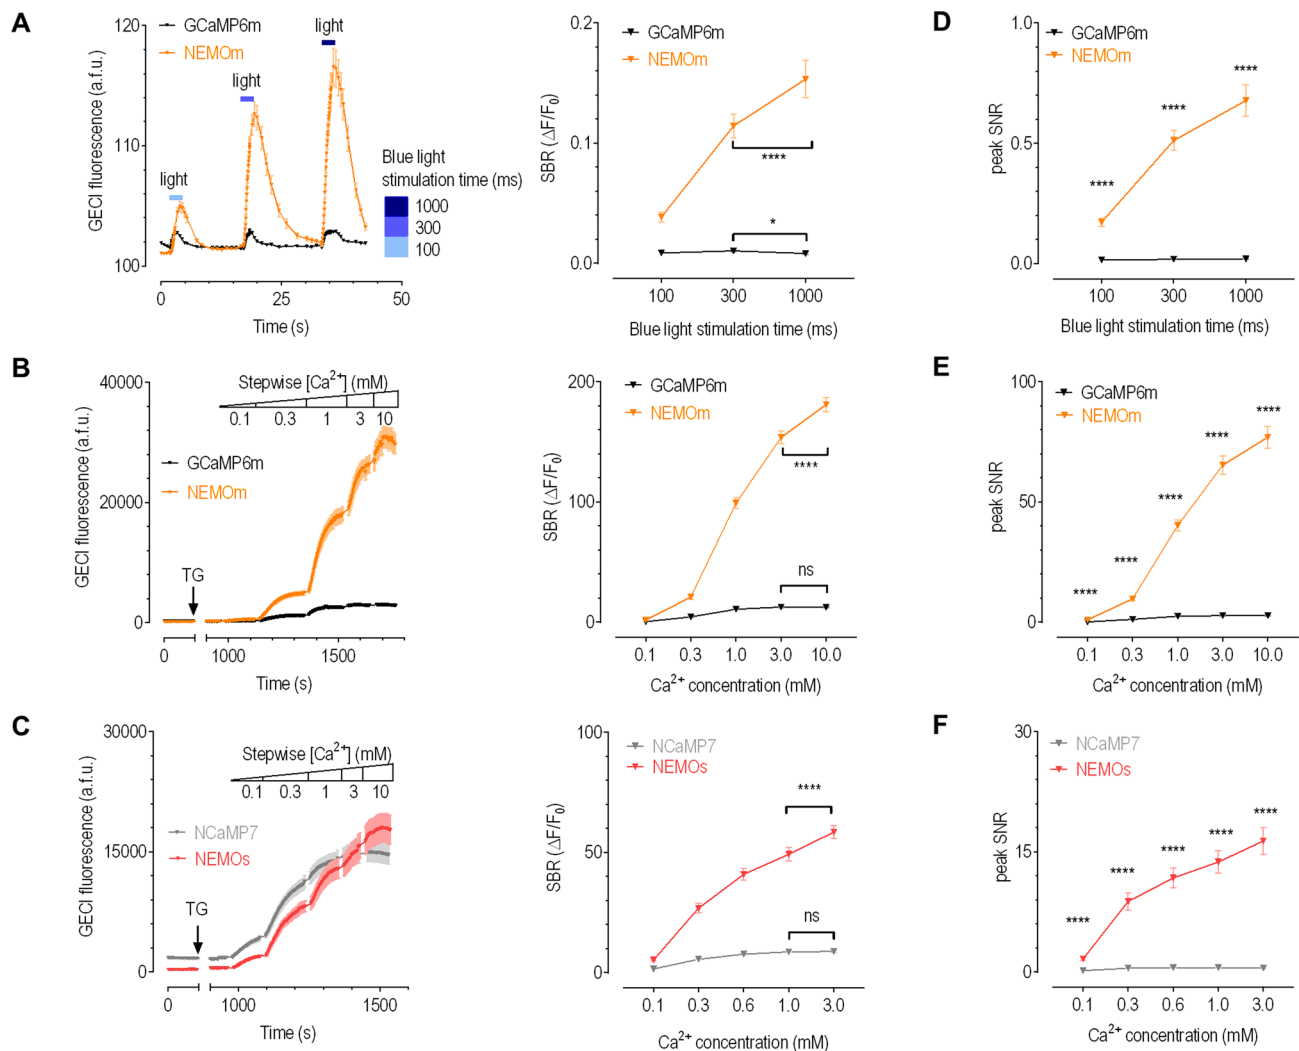 A
GECI fluorescence (a.f.u.)
120
110
100
GCaMP6m
NEMOm
light
light
light
Blue light
stimulation time (ms)
1000
300
100
0
25
50
Time (s)
SBR (△F/F₀)
0.2
0.1
0.0
GCaMP6m
NEMOm
****
*
100
300
1000
Blue light stimulation time (ms)
D
peak SNR
1.0
0.5
0.0
GCaMP6m
NEMOm
****
****
****
100
300
1000
Blue light stimulation time (ms)
B
GECI fluorescence (a.f.u.)
40000
20000
0
Stepwise [Ca²⁺] (mM)
0.1
0.3
1
3
10
GCaMP6m
NEMOm
TG
0
1000
1500
Time (s)
SBR (△F/F₀)
200
100
0
GCaMP6m
NEMOm
****
ns
0.1
0.3
1.0
3.0
10.0
Ca²⁺ concentration (mM)
E
peak SNR
100
50
0
GCaMP6m
NEMOm
****
****
****
****
****
0.1
0.3
1.0
3.0
10.0
Ca²⁺ concentration (mM)
C
GECI fluorescence (a.f.u.)
30000
15000
0
Stepwise [Ca²⁺] (mM)
0.1
0.3
1
3
10
NCaMP7
NEMOs
TG
0
1000
1500
Time (s)
SBR (△F/F₀)
100
50
0
NCaMP7
NEMOs
****
ns
0.1
0.3
0.6
1.0
3.0
Ca²⁺ concentration (mM)
F
peak SNR
30
15
0
NCaMP7
NEMOs
****
****
****
****
****
0.1
0.3
0.6
1.0
3.0
Ca²⁺ concentration (mM)